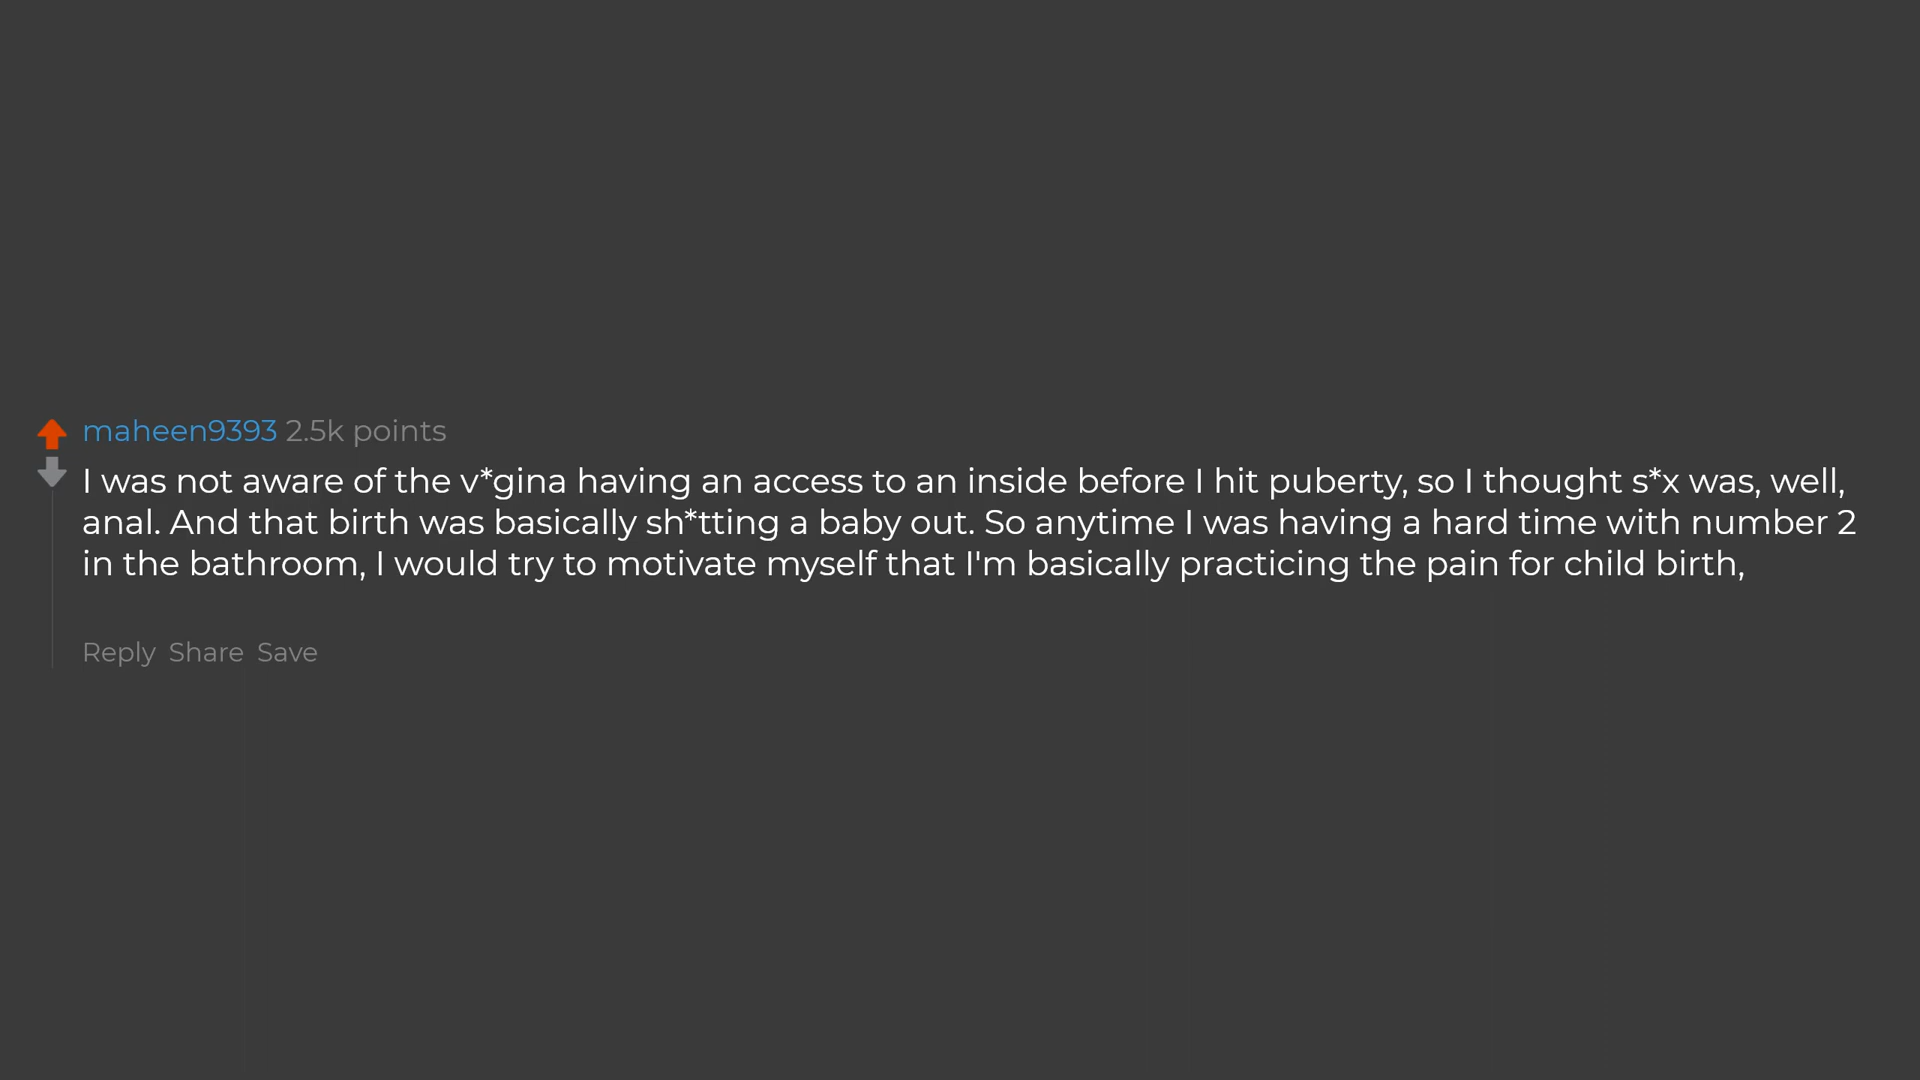 maheen9393 2.5k points
I was not aware of the v*gina having an access to an inside before I hit puberty, so I thought s*x was, well,
anal. And that birth was basically sh*tting a baby out. So anytime I was having a hard time with number 2
in the bathroom, I would try to motivate myself that I'm basically practicing the pain for child birth,
Reply Share Save